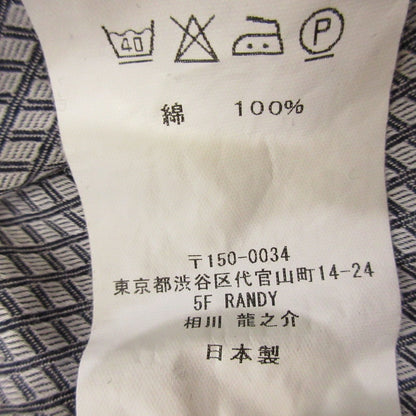 40 P
綿 100%
〒150-0034
東京都渋谷区代官山町14-24
5F RANDY
相川 龍之介
日本製